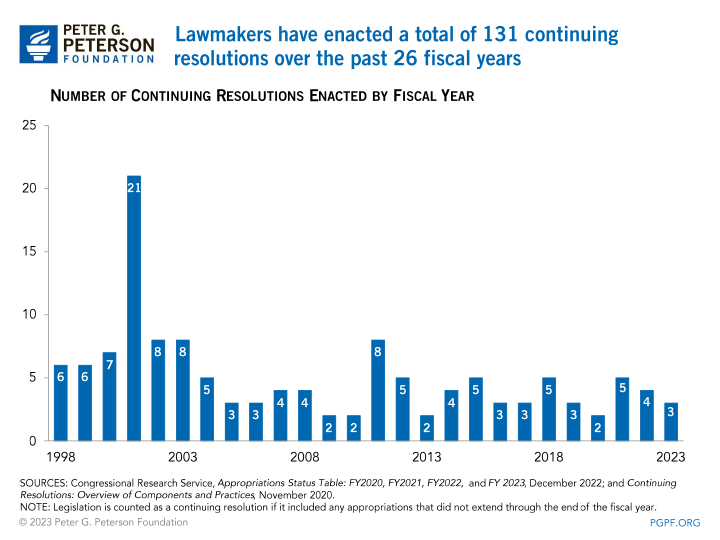 PETER G.
PETERSON
FOUNDATION
Lawmakers have enacted a total of 131 continuing
resolutions over the past 26 fiscal years
NUMBER OF CONTINUING RESOLUTIONS ENACTED BY FISCAL YEAR
25
20
15
10
5
0
6 6 7 21 8 8 5 3 3 4 4 2 2 8 5 2 4 5 3 3 5 3 2 5 4 3
1998 2003 2008 2013 2018 2023
SOURCES: Congressional Research Service, Appropriations Status Table: FY2020, FY2021, FY2022, and FY 2023, December 2022; and Continuing
Resolutions: Overview of Components and Practices, November 2020.
NOTE: Legislation is counted as a continuing resolution if it included any appropriations that did not extend through the end of the fiscal year.
© 2023 Peter G. Peterson Foundation
PGPF.ORG